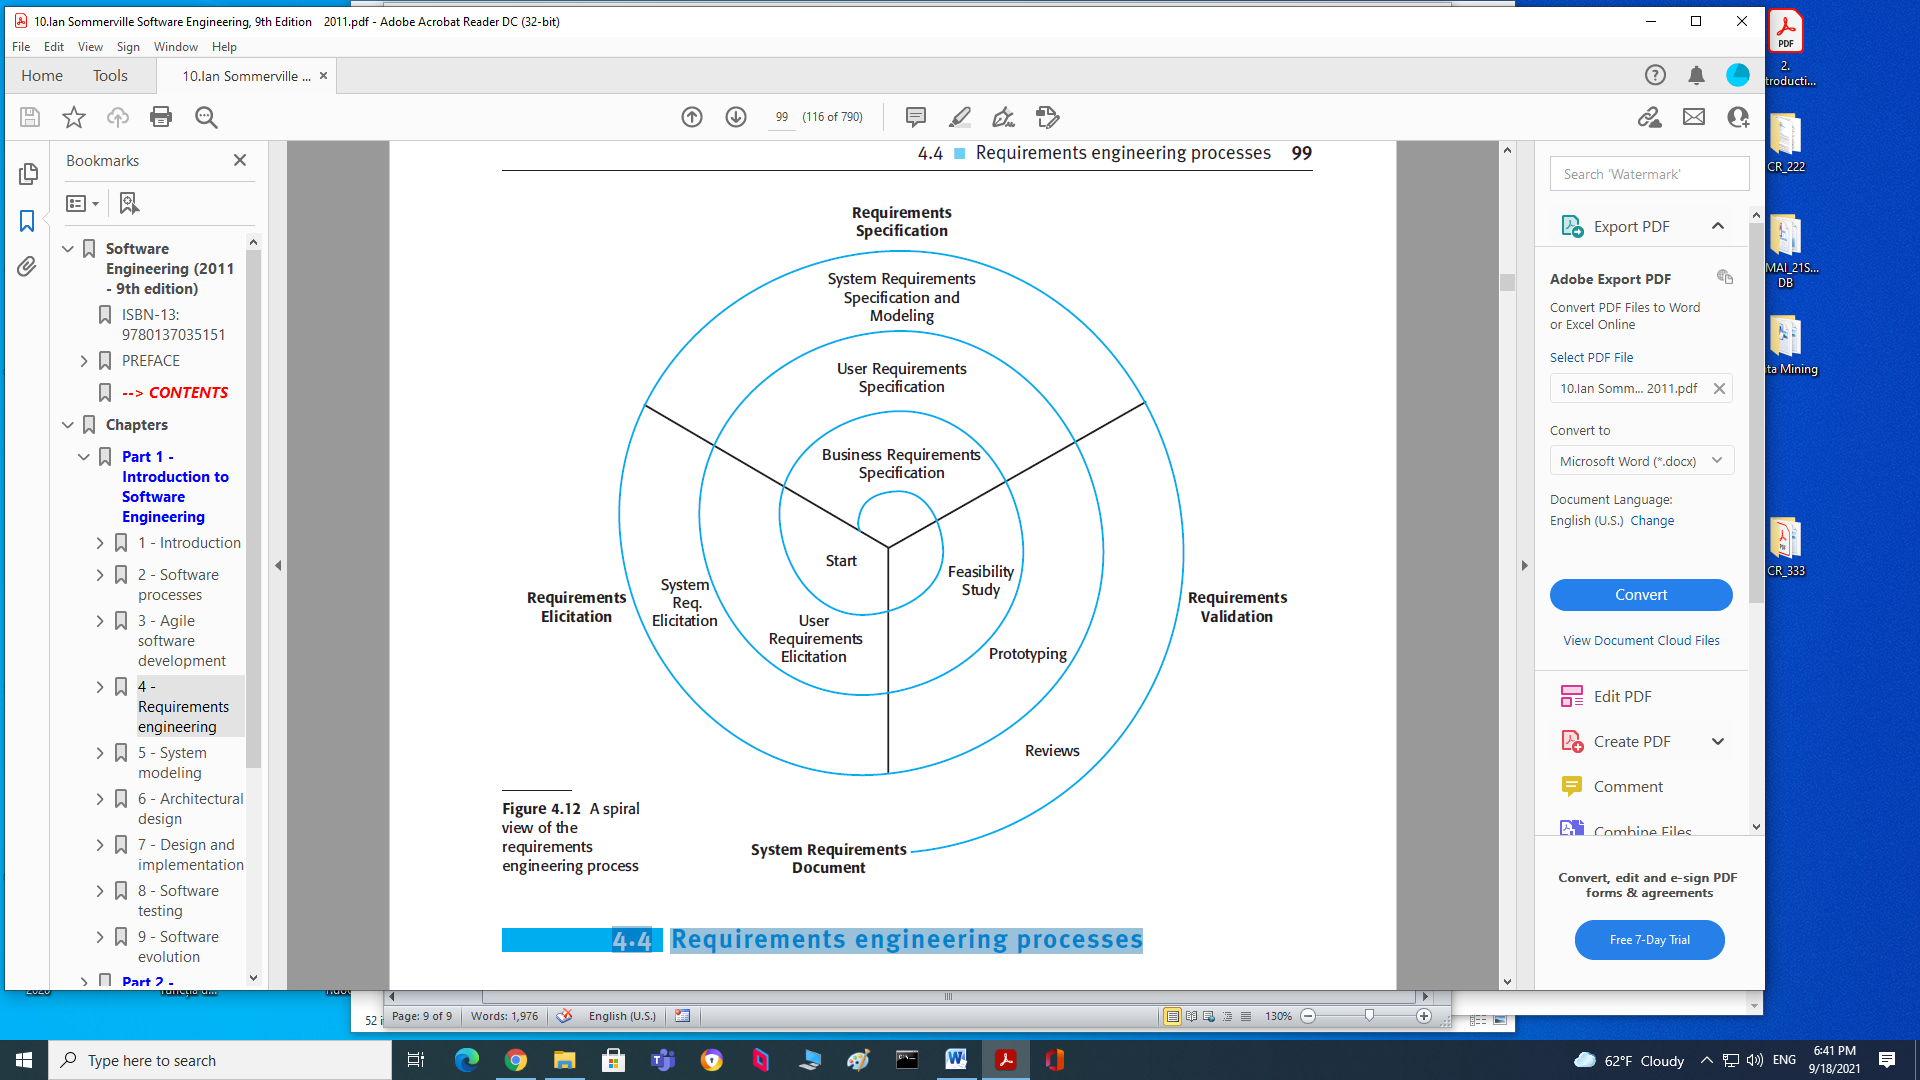 10.Ian Sommerville Software Engineering, 9th Edition 2011.pdf - Adobe Acrobat Reader DC (32-bit)
File Edit View Sign Window Help
Home Tools 10.Ian Sommerville ...
99 (116 of 790)
Bookmarks
Software
Engineering (2011
- 9th edition)
ISBN-13:
9780137035151
PREFACE
--> CONTENTS
Chapters
Part 1 -
Introduction to
Software
Engineering
1 - Introduction
2 - Software
processes
3 - Agile
software
development
4 -
Requirements
engineering
5 - System
modeling
6 - Architectural
design
7 - Design and
implementation
8 - Software
testing
9 - Software
evolution
Part 2 -
4.4 Requirements engineering processes 99
Requirements
Specification
System Requirements
Specification and
Modeling
User Requirements
Specification
Business Requirements
Specification
Start
Feasibility
Study
Requirements
Elicitation
System
Req.
Elicitation
User
Requirements
Elicitation
Prototyping
Requirements
Validation
Reviews
System Requirements
Document
Figure 4.12 A spiral
view of the
requirements
engineering process
4.4 Requirements engineering processes
Search 'Watermark'
Export PDF
Adobe Export PDF
Convert PDF Files to Word
or Excel Online
Select PDF File
10.Ian Somm... 2011.pdf
Convert to
Microsoft Word (*.docx)
Document Language:
English (U.S.) Change
Convert
View Document Cloud Files
Edit PDF
Create PDF
Comment
Combine Files
Convert, edit and e-sign PDF
forms & agreements
Free 7-Day Trial
PDF
2.
troducti...
CR_222
MAI_21S...
DB
ta Mining
CR_333
52 i
Page: 9 of 9 Words: 1,976 English (U.S.) 130%
Type here to search
62°F Cloudy
ENG
6:41 PM
9/18/2021